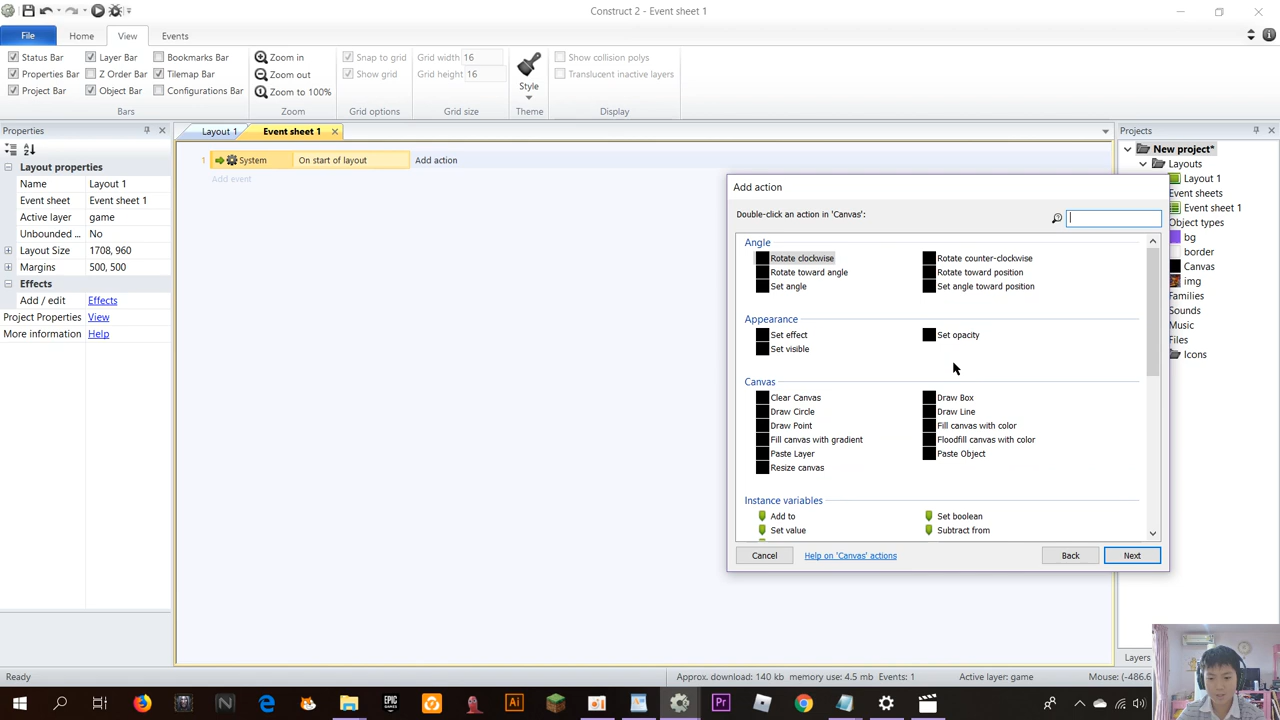 Construct 2 - Event sheet 1
File Home View Events
Status Bar Layer Bar Bookmarks Bar Zoom in Snap to grid Grid width 16 Show collision polys
Properties Bar Z Order Bar Tilemap Bar Zoom out Show grid Grid height 16 Style Translucent inactive layers
Project Bar Object Bar Configurations Bar Zoom to 100%
Bars Zoom Grid options Grid size Theme Display
Properties
Layout 1 Event sheet 1
Projects
Layout properties
Name Layout 1
Event sheet Event sheet 1
Active layer game
Unbounded ... No
Layout Size 1708, 960
Margins 500, 500
Effects
Add / edit Effects
Project Properties View
More information Help
1 System On start of layout Add action
Add event
Add action
Double-click an action in 'Canvas':
Angle
Rotate clockwise Rotate counter-clockwise
Rotate toward angle Rotate toward position
Set angle Set angle toward position
Appearance
Set effect Set opacity
Set visible
Canvas
Clear Canvas Draw Box
Draw Circle Draw Line
Draw Point Fill canvas with color
Fill canvas with gradient Floodfill canvas with color
Paste Layer Paste Object
Resize canvas
Instance variables
Add to Set boolean
Set value Subtract from
Cancel Help on 'Canvas' actions Back Next
New project*
Layouts
Layout 1
Event sheets
Event sheet 1
Object types
bg
border
Canvas
img
Families
Sounds
Music
Files
Icons
Layers
Ready Approx. download: 140 kb memory use: 4.5 mb Events: 1 Active layer: game Mouse: (-486.6